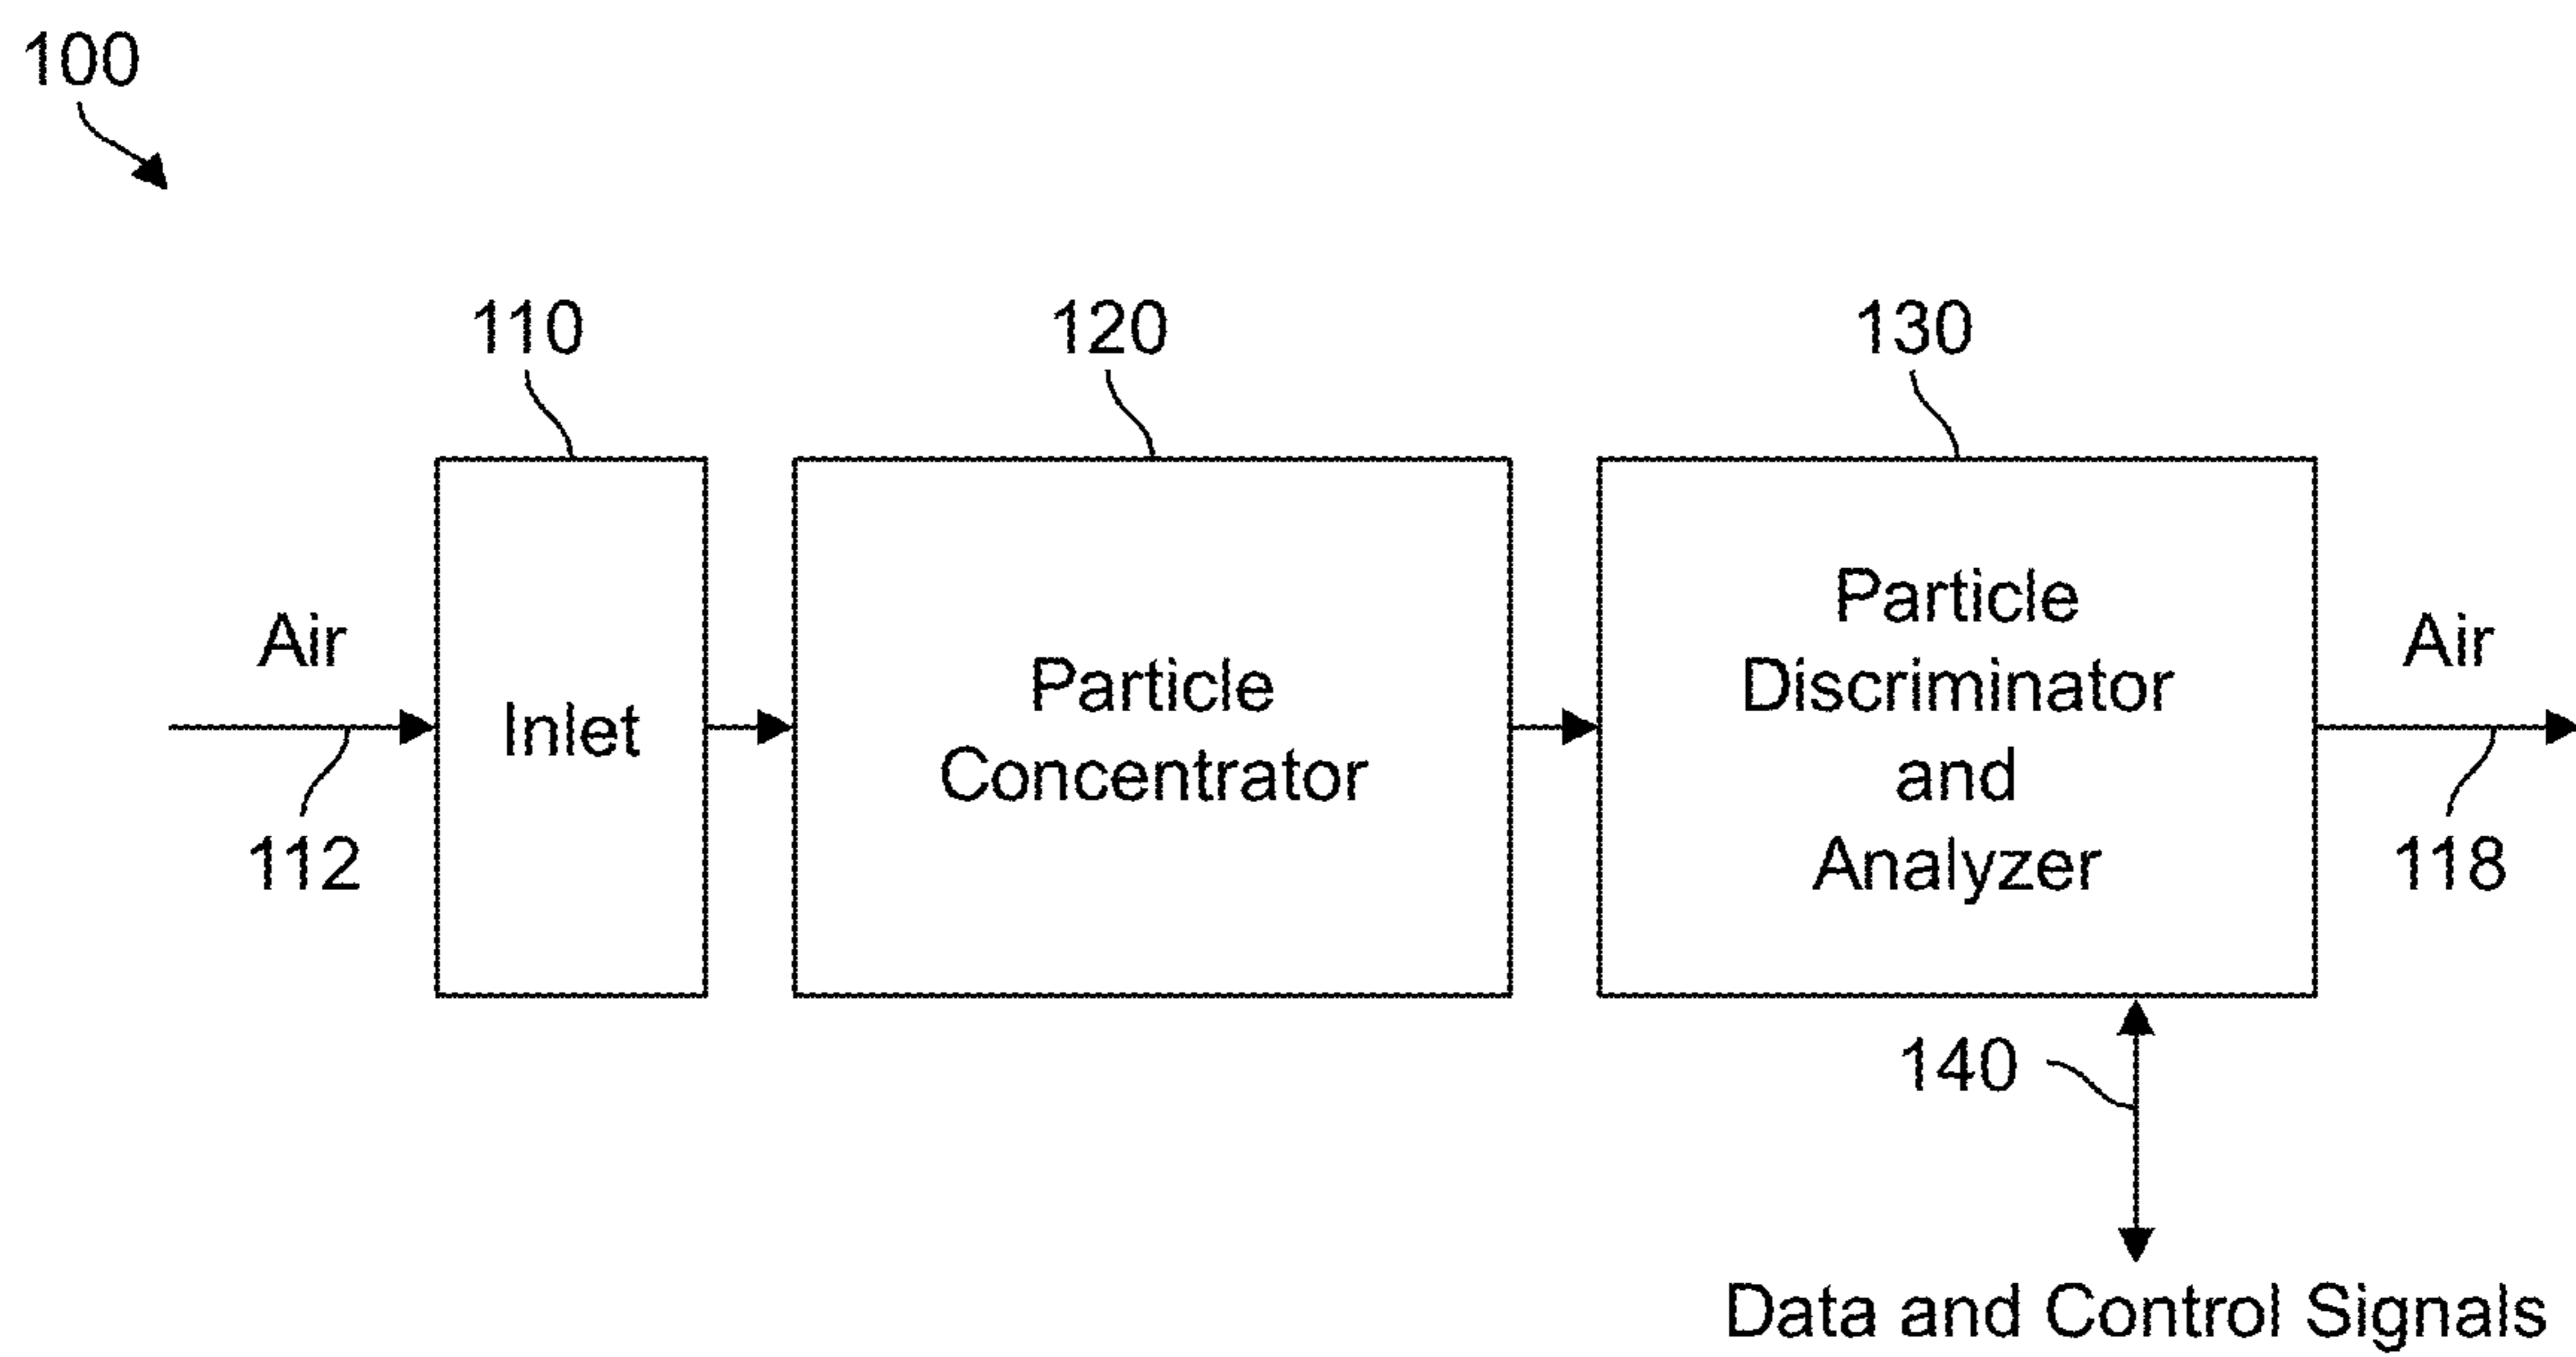 100
110
120
130
Air
Inlet
Particle
Concentrator
Particle
Discriminator
and
Analyzer
Air
112
118
140
Data and Control Signals